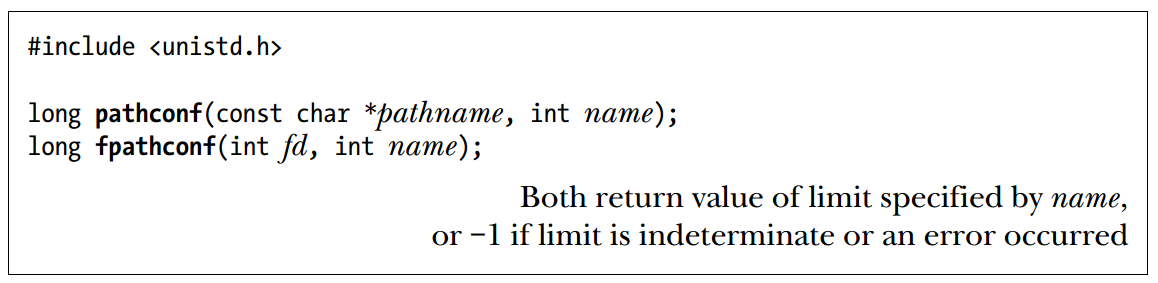 #include <unistd.h>
long pathconf(const char *pathname, int name);
long fpathconf(int fd, int name);
Both return value of limit specified by name,
or −1 if limit is indeterminate or an error occurred